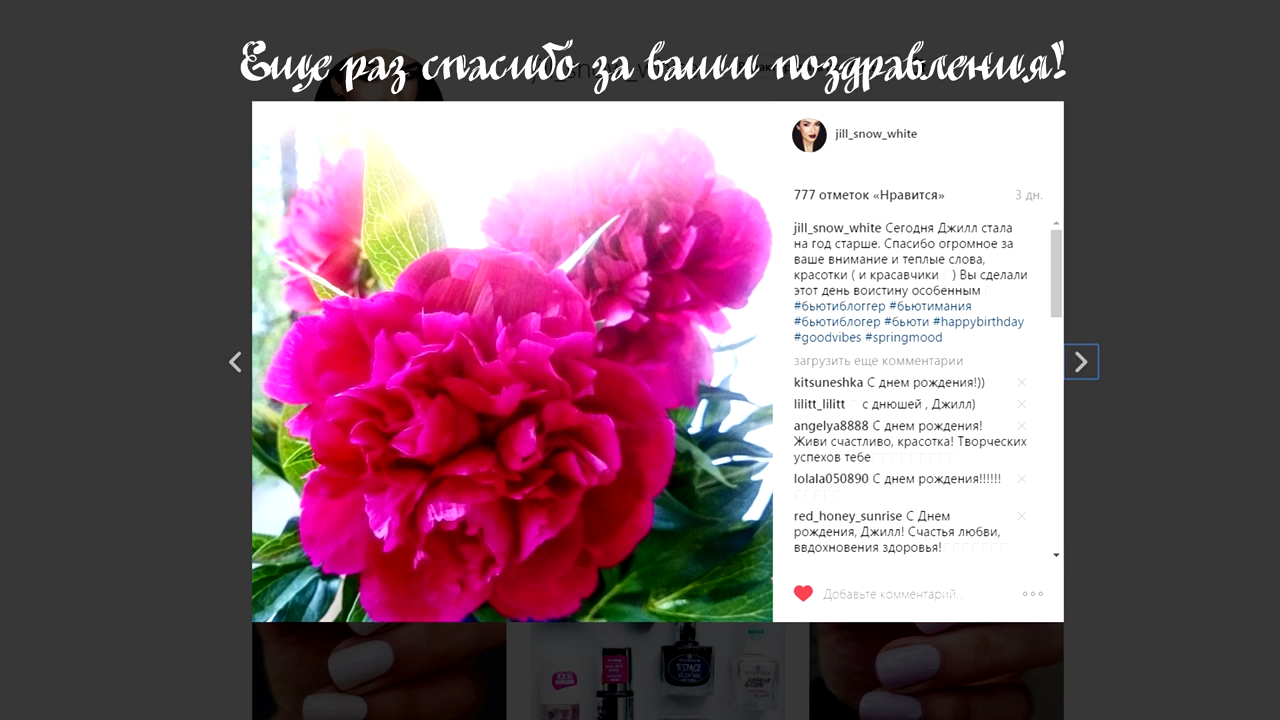 Еще раз спасибо за ваши поздравления!
jill_snow_white
777 отметок «Нравится»
3 дн.
jill_snow_white Сегодня Джилл стала
на год старше. Спасибо огромное за
ваше внимание и теплые слова,
красотки ( и красавчики ) Вы сделали
этот день воистину особенным
#бьютиблоггер #бьютимания
#бьютиблогер #бьюти #happybirthday
#goodvibes #springmood
загрузить еще комментарии
kitsuneshka С днем рождения!))
lilitt_lilitt с днюшей , Джилл)
angelya8888 С днем рождения!
Живи счастливо, красотка! Творческих
успехов тебе
lolala050890 С днем рождения!!!!!!
red_honey_sunrise С Днем
рождения, Джилл! Счастья любви,
ввдохновения здоровья!
Добавьте комментарий...